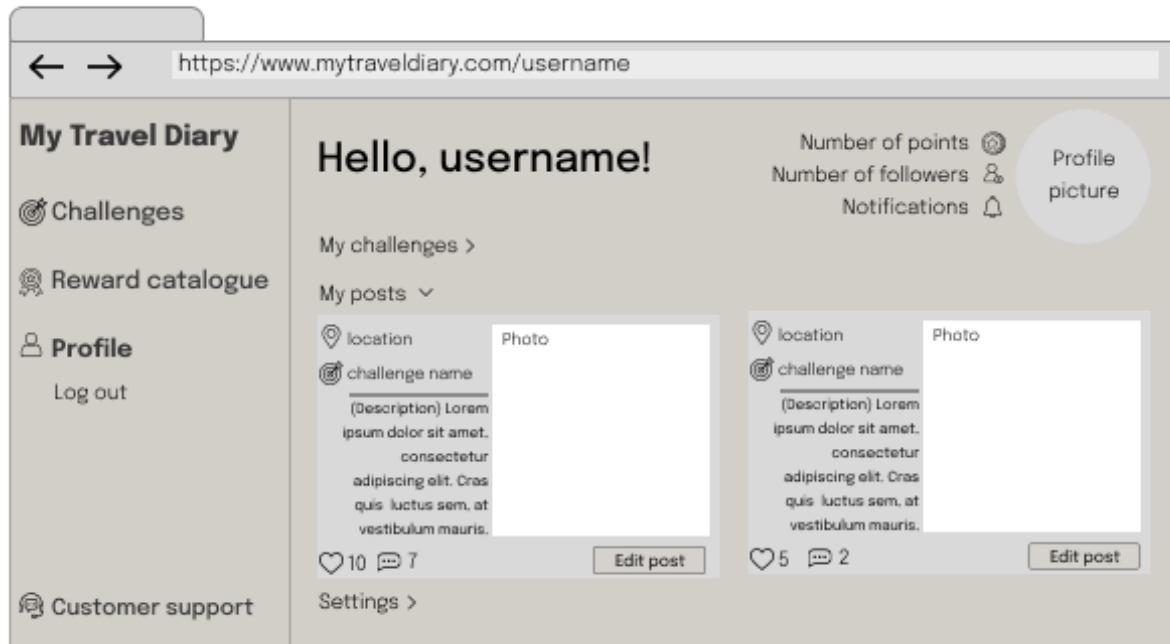 https://www.mytraveldiary.com/username
My Travel Diary
Challenges
Reward catalogue
Profile
Log out
Customer support
Hello, username!
Number of points
Number of followers
Notifications
Profile
picture
My challenges >
My posts
location
challenge name
(Description) Lorem
ipsum dolor sit amet,
consectetur
adipiscing elit. Cras
quis luctus sem, at
vestibulum mauris.
Photo
10 7
Edit post
location
challenge name
(Description) Lorem
ipsum dolor sit amet,
consectetur
adipiscing elit. Cras
quis luctus sem, at
vestibulum mauris.
Photo
5 2
Edit post
Settings >